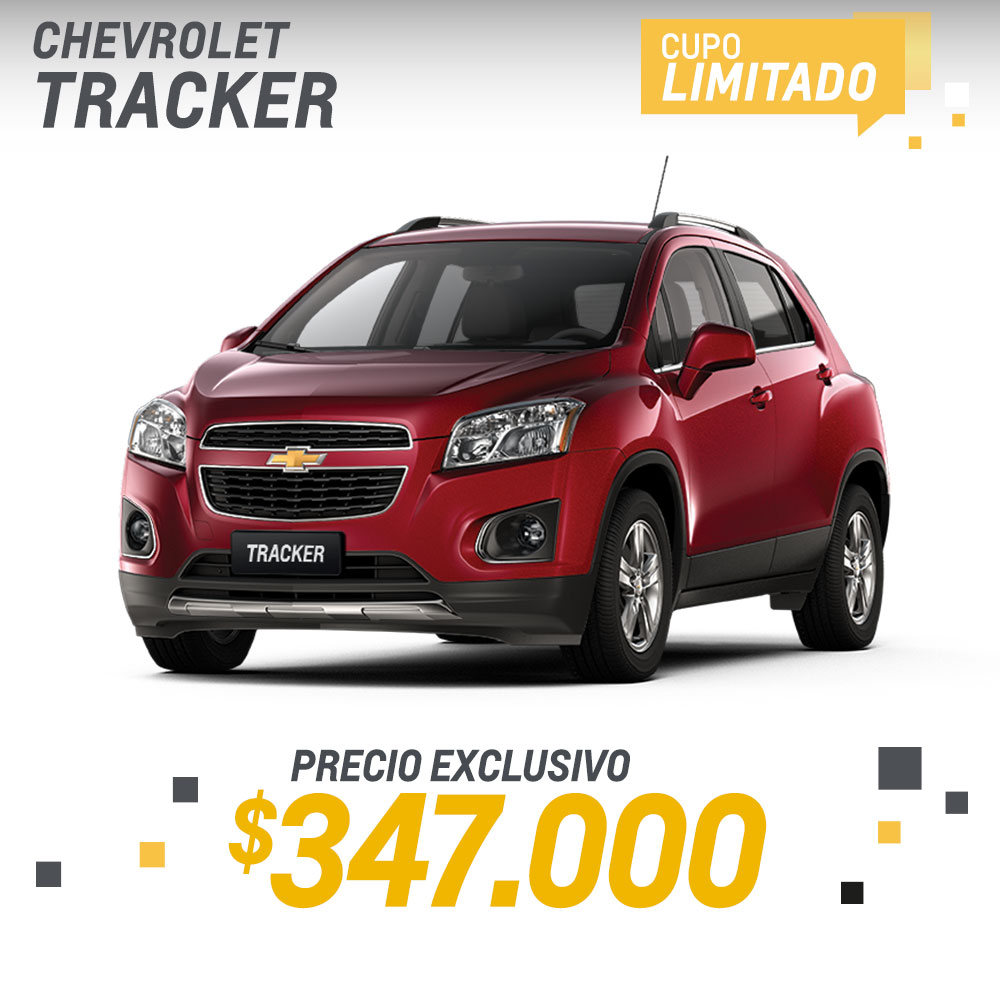 CHEVROLET
TRACKER
CUPO
LIMITADO
TRACKER
PRECIO EXCLUSIVO
$347.000